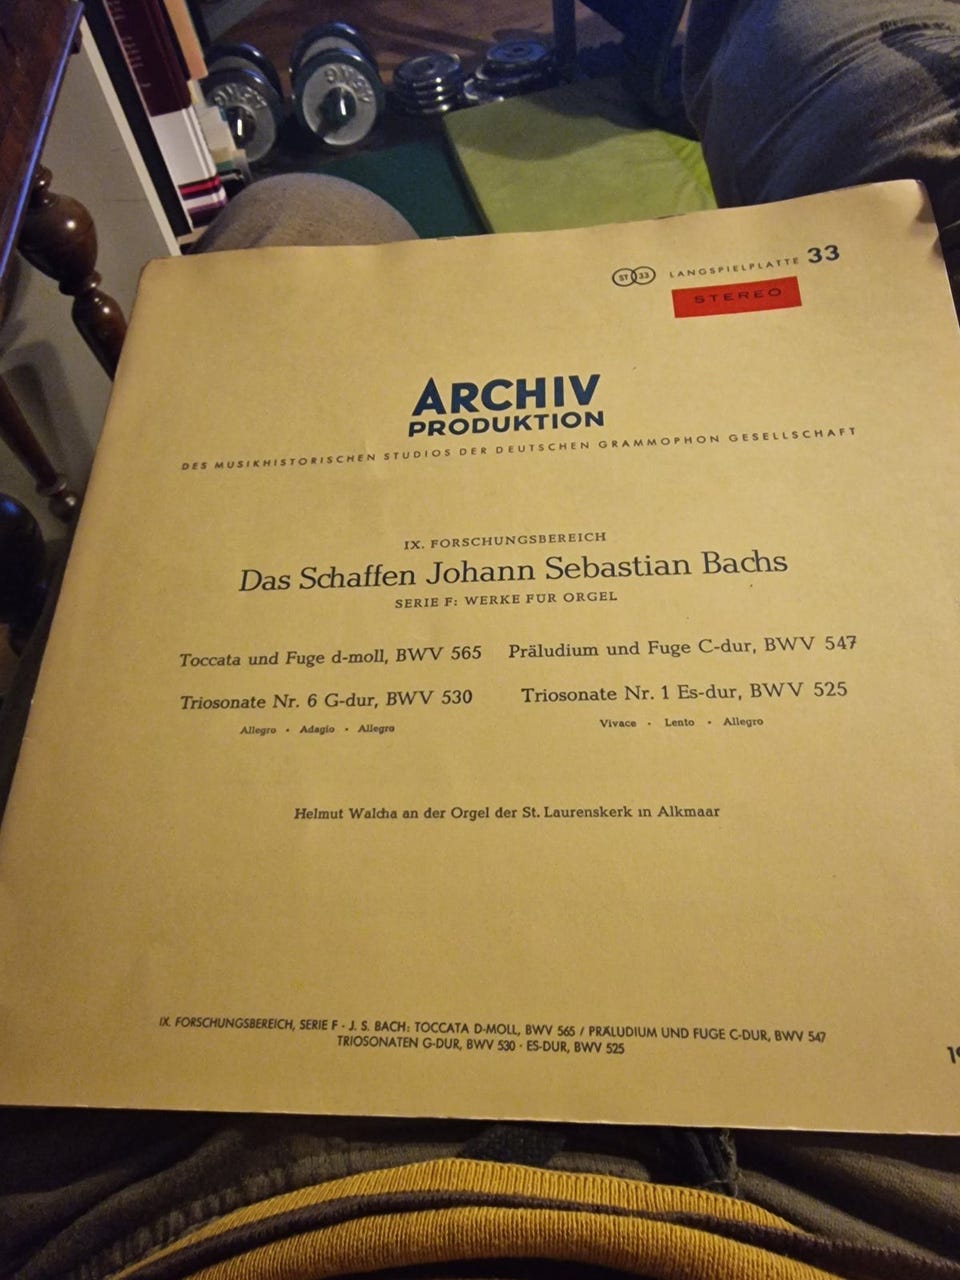 ST 33 LANGSPIELPLATTE 33
STEREO
ARCHIV
PRODUKTION
DES MUSIKHISTORISCHEN STUDIOS DER DEUTSCHEN GRAMMOPHON GESELLSCHAFT
IX. FORSCHUNGSBEREICH
Das Schaffen Johann Sebastian Bachs
SERIE F: WERKE FÜR ORGEL
Toccata und Fuge d-moll, BWV 565 Präludium und Fuge C-dur, BWV 547
Triosonate Nr. 6 G-dur, BWV 530 Triosonate Nr. 1 Es-dur, BWV 525
Allegro · Adagio · Allegro Vivace · Lento · Allegro
Helmut Walcha an der Orgel der St. Laurenskerk in Alkmaar
IX. FORSCHUNGSBEREICH, SERIE F · J. S. BACH: TOCCATA D-MOLL, BWV 565 / PRÄLUDIUM UND FUGE C-DUR, BWV 547
TRIOSONATEN G-DUR, BWV 530 · ES-DUR, BWV 525